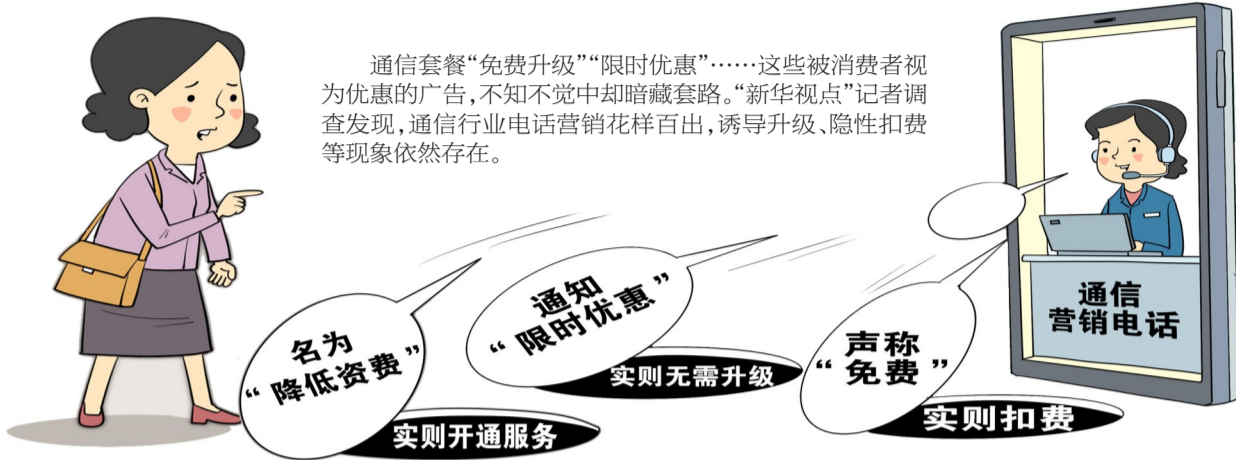 通信套餐“免费升级”“限时优惠”……这些被消费者视
为优惠的广告,不知不觉中却暗藏套路。“新华视点”记者调
查发现,通信行业电话营销花样百出,诱导升级、隐性扣费
等现象依然存在。
名为
“降低资费”
实则开通服务
通知
“限时优惠”
实则无需升级
声称
“免费”
实则扣费
通信
营销电话